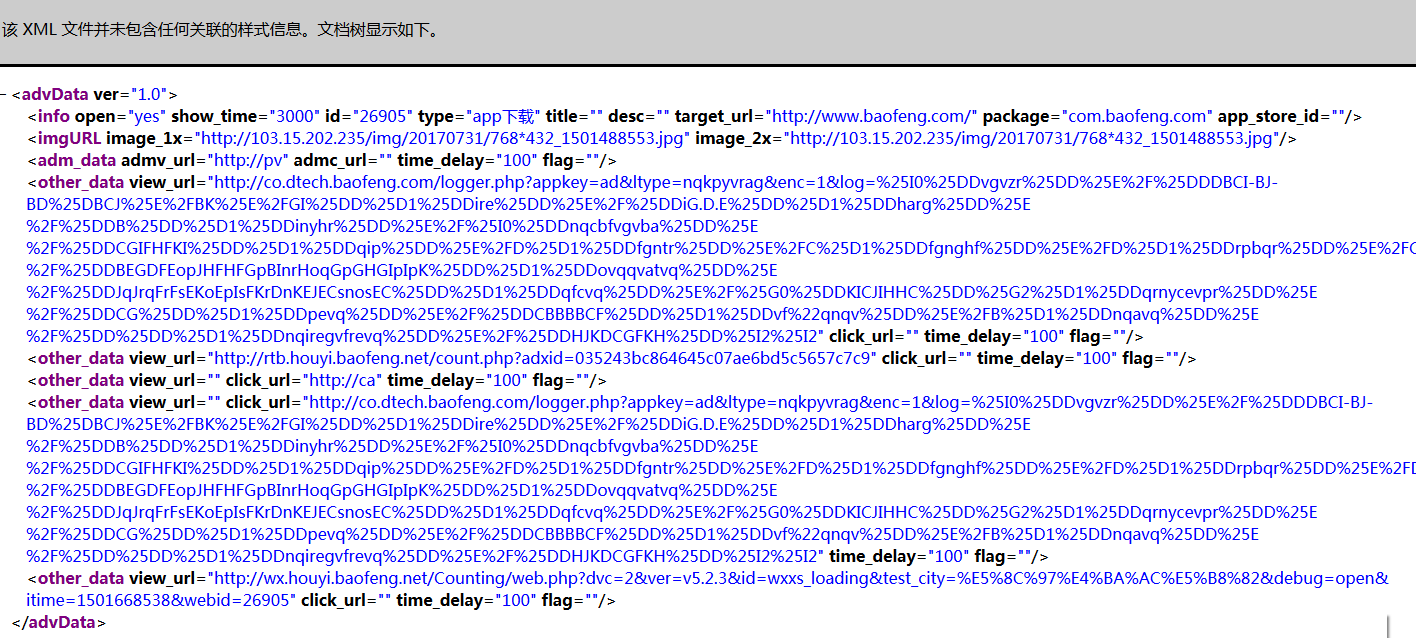 该 XML 文件并未包含任何关联的样式信息。文档树显示如下。
− <advData ver="1.0">
<info open="yes" show_time="3000" id="26905" type="app下载" title="" desc="" target_url="http://www.baofeng.com/" package="com.baofeng.com" app_store_id=""/>
<imgURL image_1x="http://103.15.202.235/img/20170731/768*432_1501488553.jpg" image_2x="http://103.15.202.235/img/20170731/768*432_1501488553.jpg"/>
<adm_data admv_url="http://pv" admc_url="" time_delay="100" flag=""/>
<other_data view_url="http://co.dtech.baofeng.com/logger.php?appkey=ad&ltype=nqkpyvrag&enc=1&log=%25I0%25DDvgvzr%25DD%25E%2F%25DDDBCI-BJ-
BD%25DBCJ%25E%2FBK%25E%2FGI%25DD%25D1%25DDire%25DD%25E%2F%25DDiG.D.E%25DD%25D1%25DDharg%25DD%25E
%2F%25DDB%25DD%25D1%25DDinyhr%25DD%25E%2F%25I0%25DDnqcbfvgvba%25DD%25E
%2F%25DDCGIFHFKI%25DD%25D1%25DDqip%25DD%25E%2FD%25D1%25DDfgntr%25DD%25E%2FC%25D1%25DDfgnghf%25DD%25E%2FD%25D1%25DDrpbqr%25DD%25E%2FC
%2F%25DDBEGDFEopJHFHFGpBInrHoqGpGHGIpIpK%25DD%25D1%25DDovqqvatvq%25DD%25E
%2F%25DDJqJrqFrFsEKoEpIsFKrDnKEJECsnosEC%25DD%25D1%25DDqfcvq%25DD%25E%2F%25G0%25DDKICJIHHC%25DD%25G2%25D1%25DDqrnycevpr%25DD%25E
%2F%25DDCG%25DD%25D1%25DDpevq%25DD%25E%2F%25DDCBBBBCF%25DD%25D1%25DDvf%22qnqv%25DD%25E%2FB%25D1%25DDnqavq%25DD%25E
%2F%25DD%25DD%25D1%25DDnqiregvfrevq%25DD%25E%2F%25DDHJKDCGFKH%25DD%25I2%25I2" click_url="" time_delay="100" flag=""/>
<other_data view_url="http://rtb.houyi.baofeng.net/count.php?adxid=035243bc864645c07ae6bd5c5657c7c9" click_url="" time_delay="100" flag=""/>
<other_data view_url="" click_url="http://ca" time_delay="100" flag=""/>
<other_data view_url="" click_url="http://co.dtech.baofeng.com/logger.php?appkey=ad&ltype=nqkpyvrag&enc=1&log=%25I0%25DDvgvzr%25DD%25E%2F%25DDDBCI-BJ-
BD%25DBCJ%25E%2FBK%25E%2FGI%25DD%25D1%25DDire%25DD%25E%2F%25DDiG.D.E%25DD%25D1%25DDharg%25DD%25E
%2F%25DDB%25DD%25D1%25DDinyhr%25DD%25E%2F%25I0%25DDnqcbfvgvba%25DD%25E
%2F%25DDCGIFHFKI%25DD%25D1%25DDqip%25DD%25E%2FD%25D1%25DDfgntr%25DD%25E%2FD%25D1%25DDfgnghf%25DD%25E%2FD%25D1%25DDrpbqr%25DD%25E%2FD
%2F%25DDBEGDFEopJHFHFGpBInrHoqGpGHGIpIpK%25DD%25D1%25DDovqqvatvq%25DD%25E
%2F%25DDJqJrqFrFsEKoEpIsFKrDnKEJECsnosEC%25DD%25D1%25DDqfcvq%25DD%25E%2F%25G0%25DDKICJIHHC%25DD%25G2%25D1%25DDqrnycevpr%25DD%25E
%2F%25DDCG%25DD%25D1%25DDpevq%25DD%25E%2F%25DDCBBBBCF%25DD%25D1%25DDvf%22qnqv%25DD%25E%2FB%25D1%25DDnqavq%25DD%25E
%2F%25DD%25DD%25D1%25DDnqiregvfrevq%25DD%25E%2F%25DDHJKDCGFKH%25DD%25I2%25I2" time_delay="100" flag=""/>
<other_data view_url="http://wx.houyi.baofeng.net/Counting/web.php?dvc=2&ver=v5.2.3&id=wxxs_loading&test_city=%E5%8C%97%E4%BA%AC%E5%B8%82&debug=open&
itime=1501668538&webid=26905" click_url="" time_delay="100" flag=""/>
</advData>